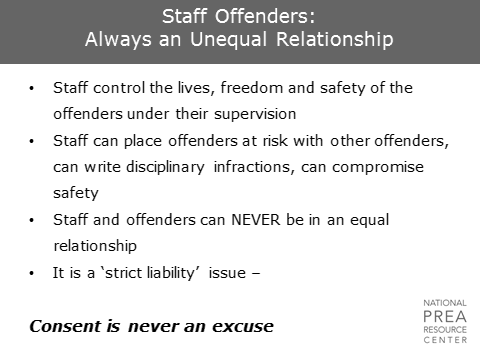 Staff Offenders:
Always an Unequal Relationship
• Staff control the lives, freedom and safety of the
offenders under their supervision
• Staff can place offenders at risk with other offenders,
can write disciplinary infractions, can compromise
safety
• Staff and offenders can NEVER be in an equal
relationship
• It is a ‘strict liability’ issue –
Consent is never an excuse
NATIONAL
PREA
RESOURCE
CENTER